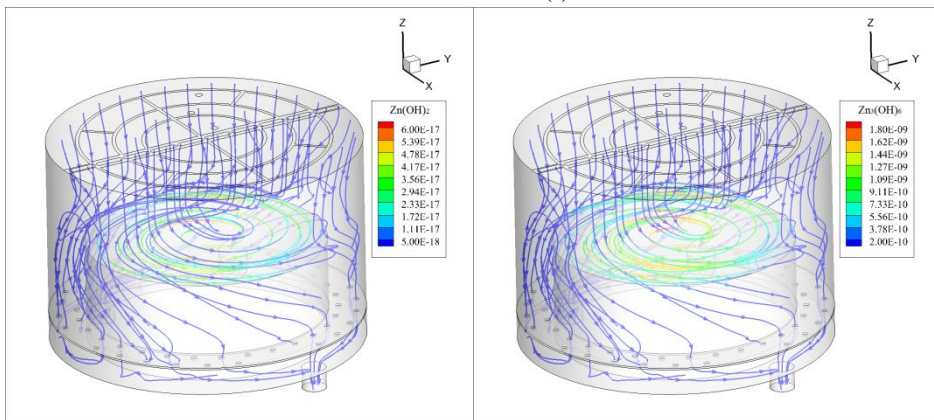 Z
Y
X
Zn(OH)2
6.00E-17
5.39E-17
4.78E-17
4.17E-17
3.56E-17
2.94E-17
2.33E-17
1.72E-17
1.11E-17
5.00E-18
Z
Y
X
Zn3(OH)6
1.80E-09
1.62E-09
1.44E-09
1.27E-09
1.09E-09
9.11E-10
7.33E-10
5.56E-10
3.78E-10
2.00E-10